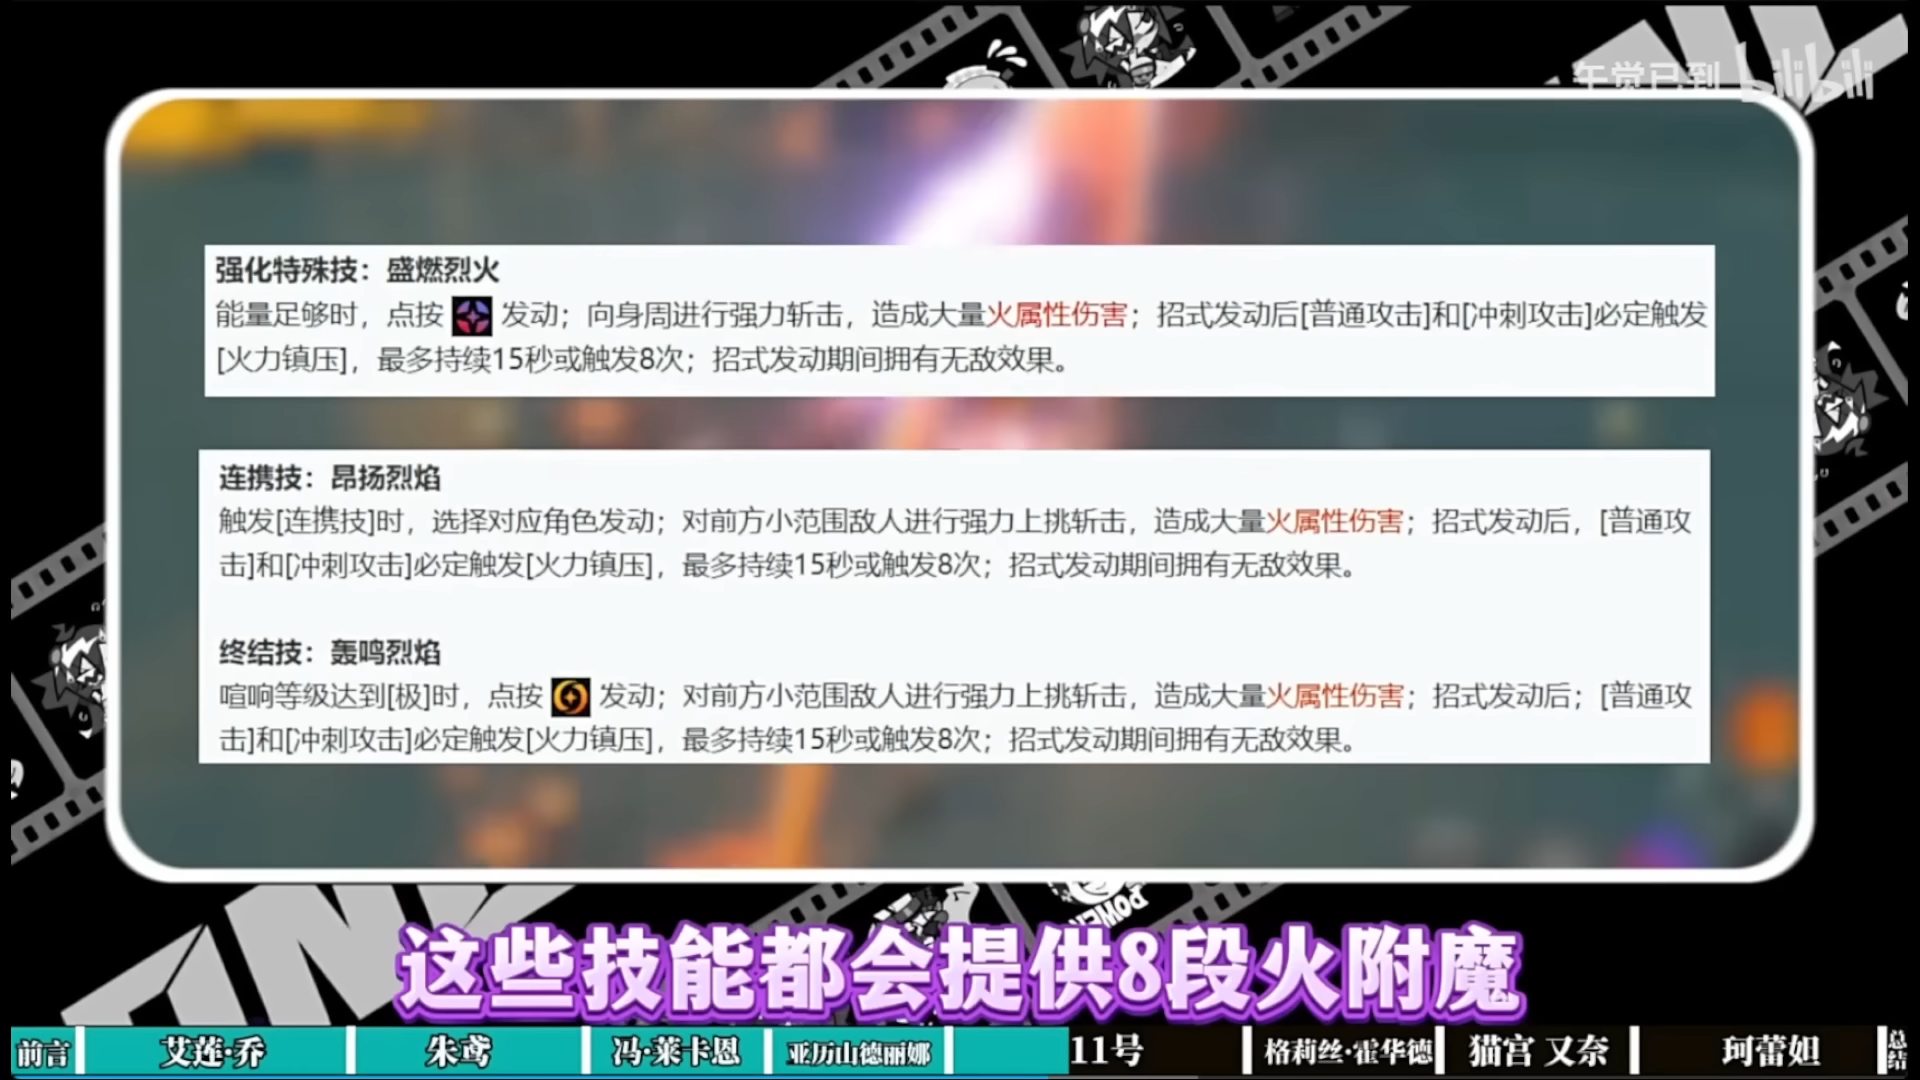 午觉已到 bilibili
强化特殊技：盛燃烈火
能量足够时，点按 发动；向身周进行强力斩击，造成大量火属性伤害；招式发动后[普通攻击]和[冲刺攻击]必定触发
[火力镇压]，最多持续15秒或触发8次；招式发动期间拥有无敌效果。
连携技：昂扬烈焰
触发[连携技]时，选择对应角色发动；对前方小范围敌人进行强力上挑斩击，造成大量火属性伤害；招式发动后，[普通攻
击]和[冲刺攻击]必定触发[火力镇压]，最多持续15秒或触发8次；招式发动期间拥有无敌效果。
终结技：轰鸣烈焰
喧响等级达到[极]时，点按 发动；对前方小范围敌人进行强力上挑斩击，造成大量火属性伤害；招式发动后；[普通攻
击]和[冲刺攻击]必定触发[火力镇压]，最多持续15秒或触发8次；招式发动期间拥有无敌效果。
POWER
这些技能都会提供8段火附魔
前言 艾莲·乔 朱鸢 冯·莱卡恩 亚历山德丽娜 11号 格莉丝·霍华德 猫宫 又奈 珂蕾妲 总结